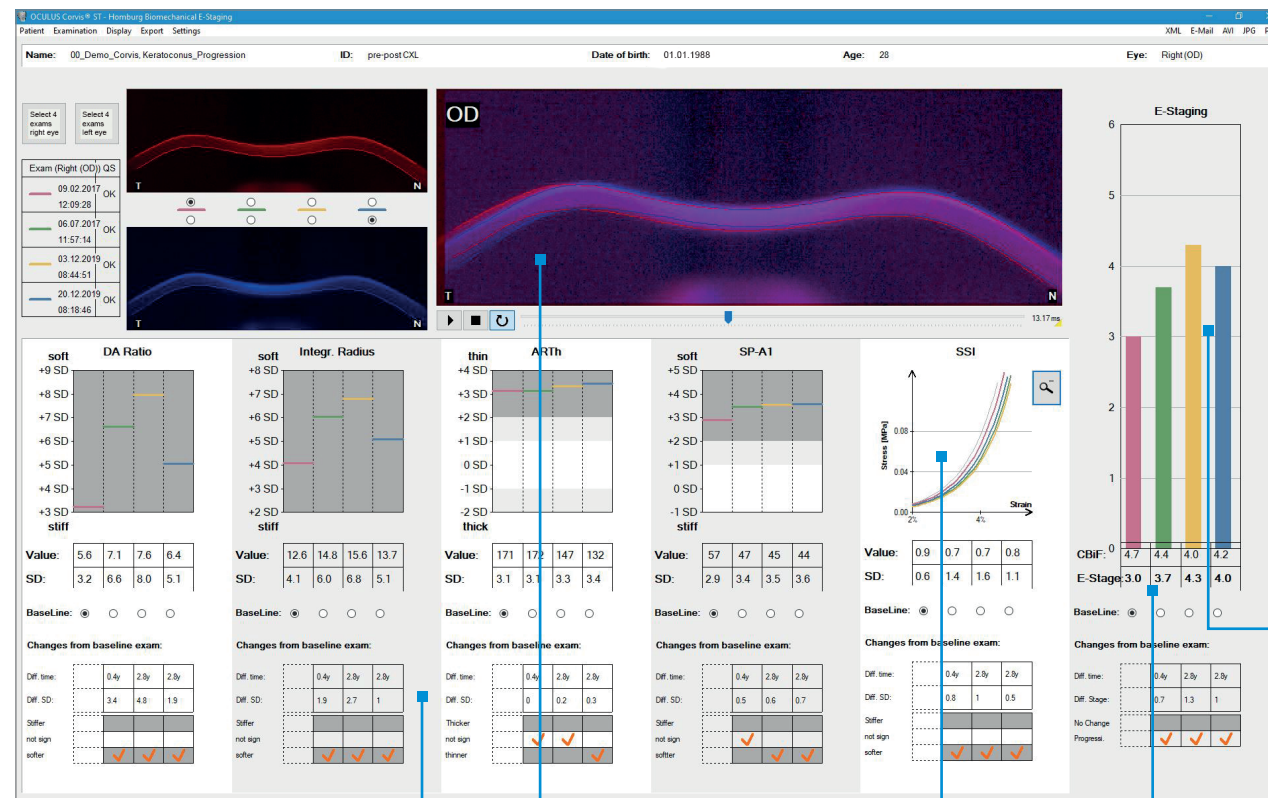 OCULUS Corvis® ST - Homburg Biomechanical E-Staging
Patient Examination Display Export Settings
XML E-Mail AVI JPG
Name: 00_Demo_Corvis, Keratoconus_Progression ID: pre-post CXL Date of birth: 01.01.1988 Age: 28 Eye: Right (OD)
Select 4 exams right eye
Select 4 exams left eye
Exam (Right (OD)) QS
09.02.2017 12:09:28 OK
06.07.2017 11:57:14 OK
03.12.2019 08:44:51 OK
20.12.2019 08:18:46 OK
T N
T N
OD
T N
13.17 ms
E-Staging
6
5
4
3
2
1
0
CBiF: 4.7 4.4 4.0 4.2
E-Stage: 3.0 3.7 4.3 4.0
BaseLine:
Changes from baseline exam:
Diff. time: 0.4y 2.8y 2.8y
Diff. Stage: 0.7 1.3 1
No Change
Progressi.
DA Ratio
soft
+9 SD
+8 SD
+7 SD
+6 SD
+5 SD
+4 SD
+3 SD
stiff
Value: 5.6 7.1 7.6 6.4
SD: 3.2 6.6 8.0 5.1
BaseLine:
Changes from baseline exam:
Diff. time: 0.4y 2.8y 2.8y
Diff. SD: 3.4 4.8 1.9
Stiffer
not sign
softer
Integr. Radius
soft
+8 SD
+7 SD
+6 SD
+5 SD
+4 SD
+3 SD
+2 SD
stiff
Value: 12.6 14.8 15.6 13.7
SD: 4.1 6.0 6.8 5.1
BaseLine:
Changes from baseline exam:
Diff. time: 0.4y 2.8y 2.8y
Diff. SD: 1.9 2.7 1
Stiffer
not sign
softer
ARTh
thin
+4 SD
+3 SD
+2 SD
+1 SD
0 SD
-1 SD
-2 SD
thick
Value: 171 172 147 132
SD: 3.1 3.1 3.3 3.4
BaseLine:
Changes from baseline exam:
Diff. time: 0.4y 2.8y 2.8y
Diff. SD: 0 0.2 0.3
Thicker
not sign
thinner
SP-A1
soft
+5 SD
+4 SD
+3 SD
+2 SD
+1 SD
0 SD
-1 SD
stiff
Value: 57 47 45 44
SD: 2.9 3.4 3.5 3.6
BaseLine:
Changes from baseline exam:
Diff. time: 0.4y 2.8y 2.8y
Diff. SD: 0.5 0.6 0.7
Stiffer
not sign
softter
SSI
Stress [MPa]
0.08
0.04
0.00
2% 4%
Strain
Value: 0.9 0.7 0.7 0.8
SD: 0.6 1.4 1.6 1.1
BaseLine:
Changes from baseline exam:
Diff. time: 0.4y 2.8y 2.8y
Diff. SD: 0.8 1 0.5
Stiffer
not sign
softer